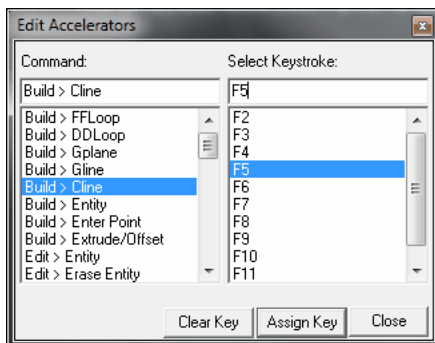 Edit Accelerators
Command:
Build > Cline
Build > FFLoop
Build > DDLoop
Build > Gplane
Build > Gline
Build > Cline
Build > Entity
Build > Enter Point
Build > Extrude/Offset
Edit > Entity
Edit > Erase Entity
Select Keystroke:
F5
F2
F3
F4
F5
F6
F7
F8
F9
F10
F11
Clear Key
Assign Key
Close